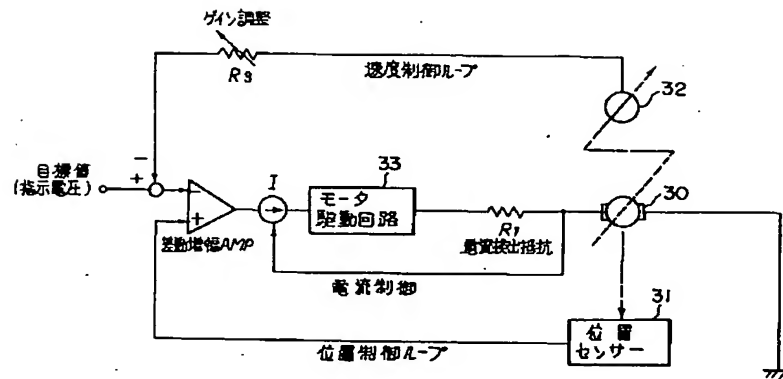 ゲイン調整
R8
速度制御ループ
32
目標値
(指示電圧)
−
+
−
+
差動増幅AMP
I
33
モータ
駆動回路
R7
電流検出抵抗
30
電流制御
31
位置
センサー
位置制御ループ